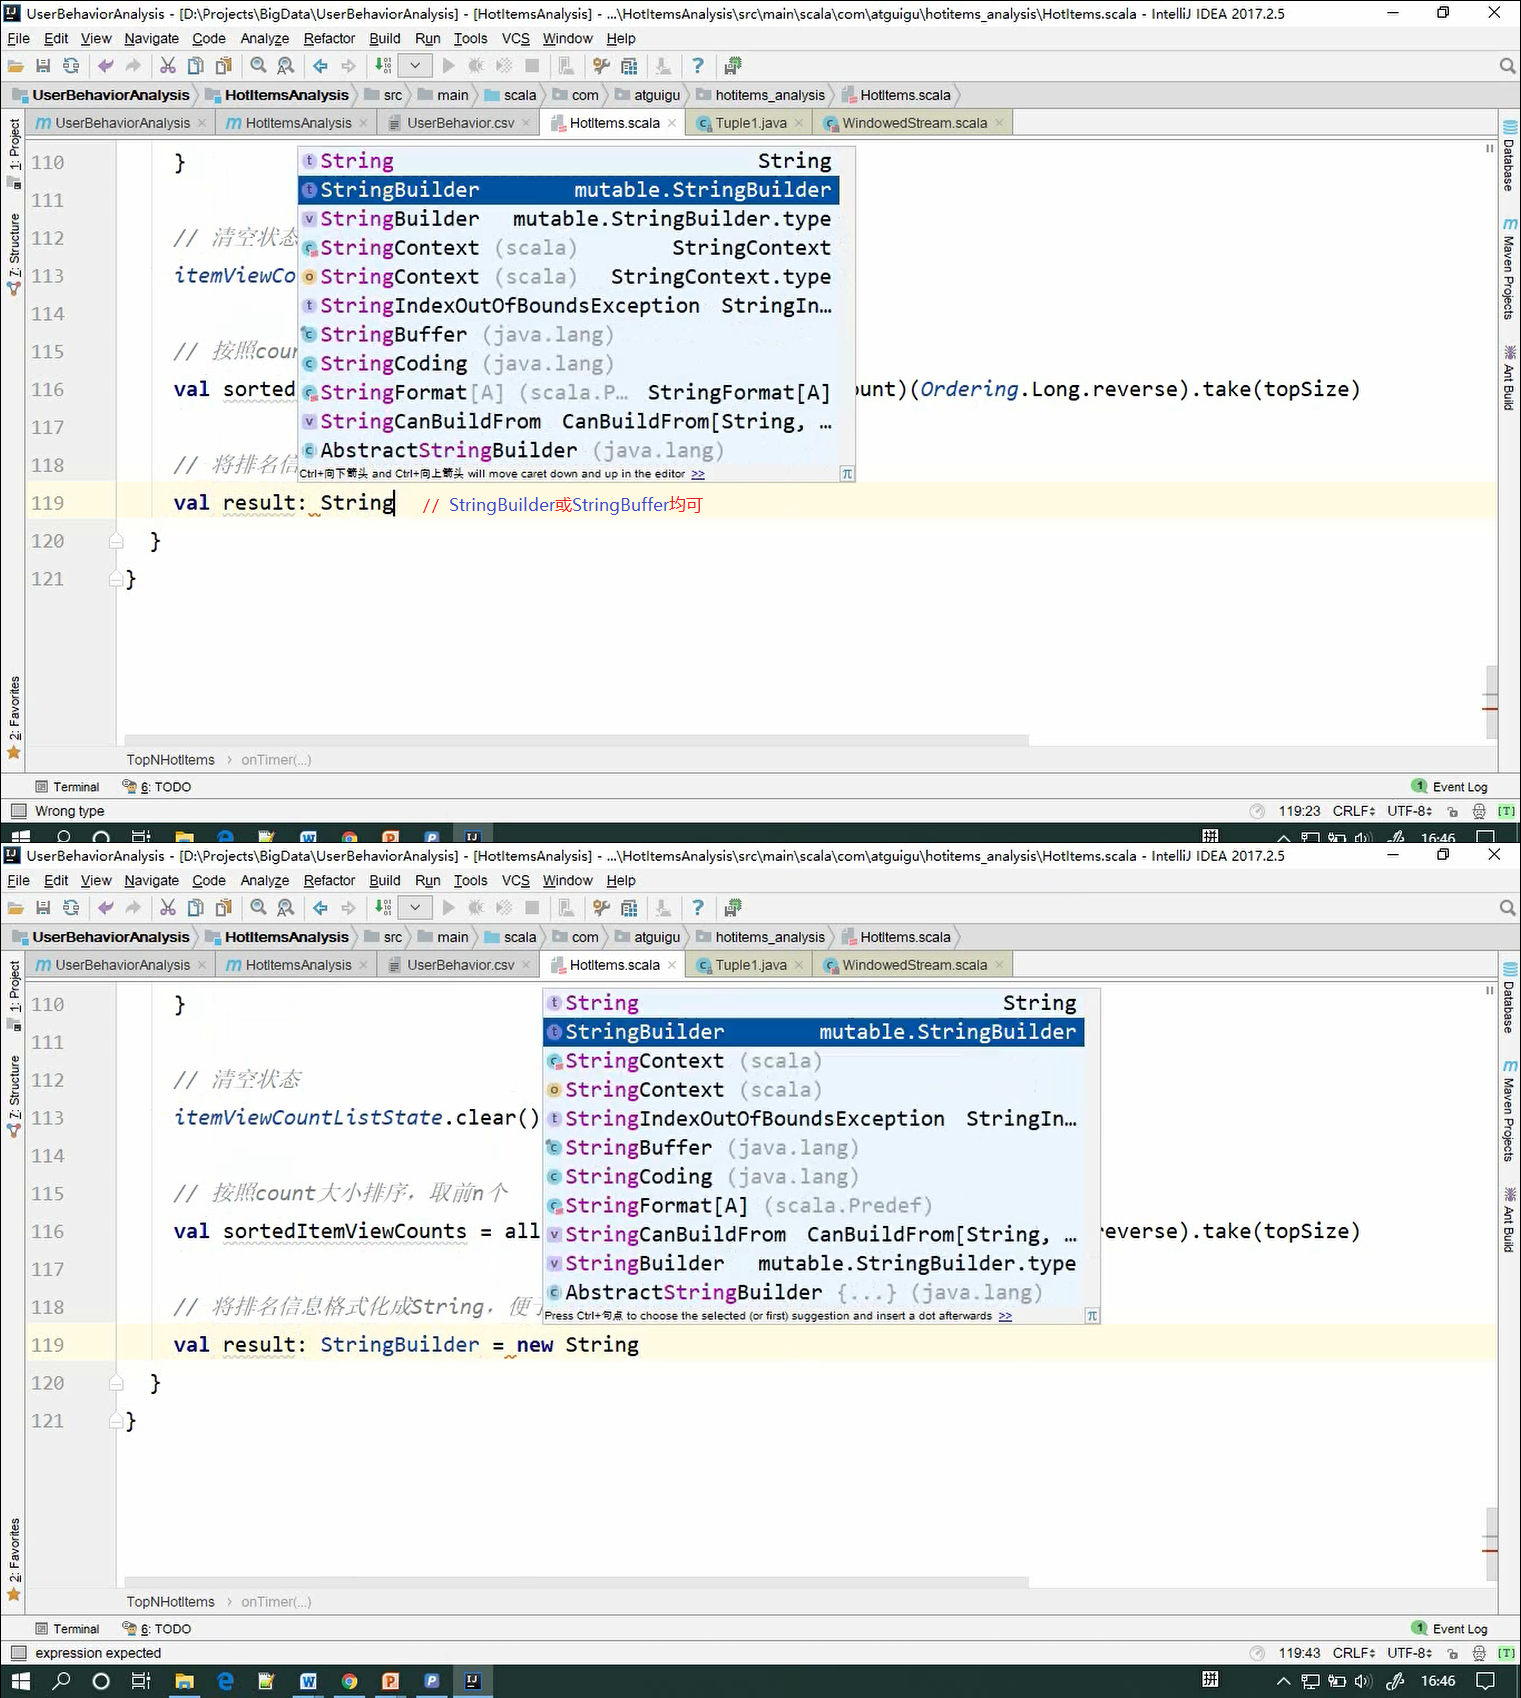 UserBehaviorAnalysis - [D:\Projects\BigData\UserBehaviorAnalysis] - [HotItemsAnalysis] - ...\HotItemsAnalysis\src\main\scala\com\atguigu\hotitems_analysis\HotItems.scala - IntelliJ IDEA 2017.2.5
File Edit View Navigate Code Analyze Refactor Build Run Tools VCS Window Help
UserBehaviorAnalysis HotItemsAnalysis src main scala com atguigu hotitems_analysis HotItems.scala
UserBehaviorAnalysis HotItemsAnalysis UserBehavior.csv HotItems.scala Tuple1.java WindowedStream.scala
1: Project
7: Structure
2: Favorites
Database
Maven Projects
Ant Build
110 }
111
112 // 清空状态
113 itemViewCo
114
115 // 按照coun
116 val sorted ount)(Ordering.Long.reverse).take(topSize)
117
118 // 将排名信
119 val result: String // StringBuilder或StringBuffer均可
120 }
121 }
String String
StringBuilder mutable.StringBuilder
StringBuilder mutable.StringBuilder.type
StringContext (scala) StringContext
StringContext (scala) StringContext.type
StringIndexOutOfBoundsException StringIn...
StringBuffer (java.lang)
StringCoding (java.lang)
StringFormat[A] (scala.P... StringFormat[A]
StringCanBuildFrom CanBuildFrom[String, ...
AbstractStringBuilder (java.lang)
Ctrl+向下箭头 and Ctrl+向上箭头 will move caret down and up in the editor >>
TopNHotItems › onTimer(...)
Terminal 6: TODO 1 Event Log
Wrong type 119:23 CRLF UTF-8 [T]
拼 16:46
UserBehaviorAnalysis - [D:\Projects\BigData\UserBehaviorAnalysis] - [HotItemsAnalysis] - ...\HotItemsAnalysis\src\main\scala\com\atguigu\hotitems_analysis\HotItems.scala - IntelliJ IDEA 2017.2.5
File Edit View Navigate Code Analyze Refactor Build Run Tools VCS Window Help
UserBehaviorAnalysis HotItemsAnalysis src main scala com atguigu hotitems_analysis HotItems.scala
UserBehaviorAnalysis HotItemsAnalysis UserBehavior.csv HotItems.scala Tuple1.java WindowedStream.scala
1: Project
7: Structure
2: Favorites
Database
Maven Projects
Ant Build
110 }
111
112 // 清空状态
113 itemViewCountListState.clear()
114
115 // 按照count大小排序，取前n个
116 val sortedItemViewCounts = all reverse).take(topSize)
117
118 // 将排名信息格式化成String，便于
119 val result: StringBuilder = new String
120 }
121 }
String String
StringBuilder mutable.StringBuilder
StringContext (scala)
StringContext (scala)
StringIndexOutOfBoundsException StringIn...
StringBuffer (java.lang)
StringCoding (java.lang)
StringFormat[A] (scala.Predef)
StringCanBuildFrom CanBuildFrom[String, ...
StringBuilder mutable.StringBuilder.type
AbstractStringBuilder {...} (java.lang)
Press Ctrl+句点 to choose the selected (or first) suggestion and insert a dot afterwards >>
TopNHotItems › onTimer(...)
Terminal 6: TODO 1 Event Log
expression expected 119:43 CRLF UTF-8 [T]
拼 16:46